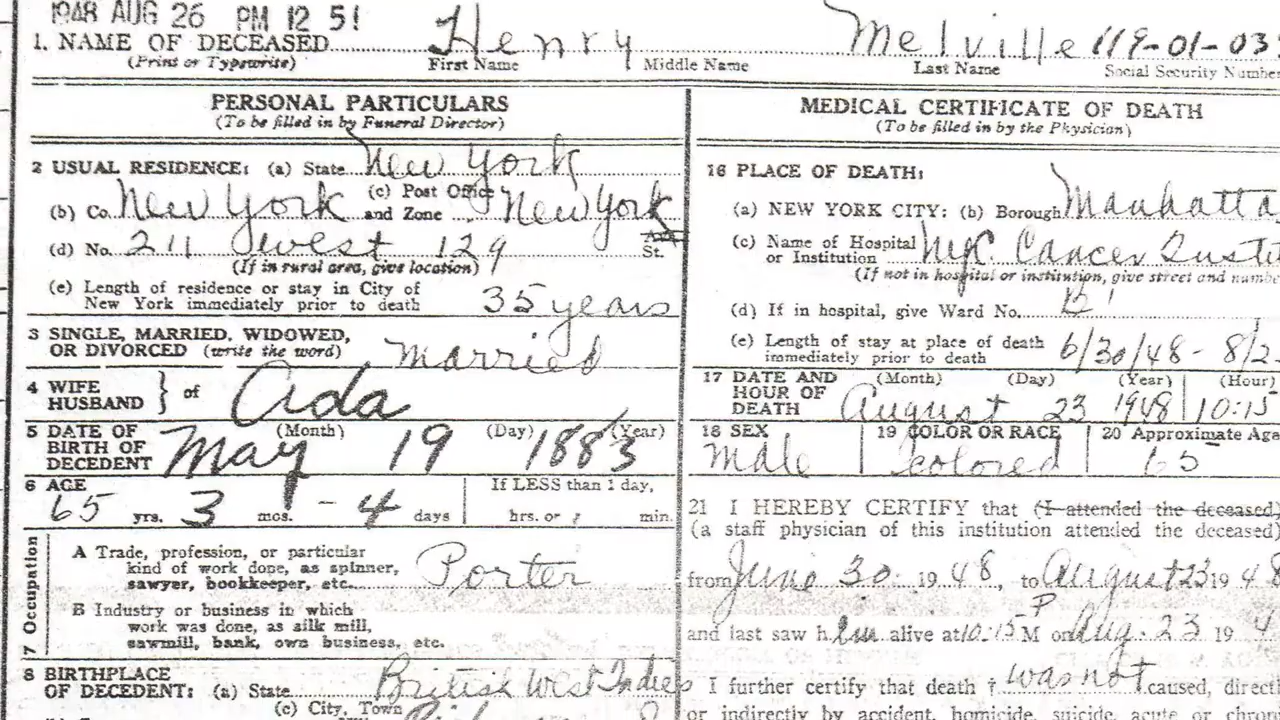 1948 AUG 26 PM 12 51
1. NAME OF DECEASED Henry Melville 119-01-03
(Print or Typewrite) First Name Middle Name Last Name Social Security Number
PERSONAL PARTICULARS
(To be filled in by Funeral Director)
2 USUAL RESIDENCE: (a) State New York
(b) Co. New York (c) Post Office and Zone New York
(d) No. 211 West 129 Ave. St.
(If in rural area, give location)
(e) Length of residence or stay in City of
New York immediately prior to death 35 years
3 SINGLE, MARRIED, WIDOWED,
OR DIVORCED (write the word) Married
4 WIFE HUSBAND } of Ada
5 DATE OF BIRTH OF DECEDENT (Month) (Day) (Year)
May 19 1883
6 AGE If LESS than 1 day,
65 yrs. 3 mos. - 4 days hrs. or min.
7 Occupation
A Trade, profession, or particular
kind of work done, as spinner,
sawyer, bookkeeper, etc. Porter
B Industry or business in which
work was done, as silk mill,
sawmill, bank, own business, etc.
8 BIRTHPLACE
OF DECEDENT: (a) State British West Indies
(c) City, Town
MEDICAL CERTIFICATE OF DEATH
(To be filled in by the Physician)
16 PLACE OF DEATH:
(a) NEW YORK CITY: (b) Borough Manhatta
(c) Name of Hospital
or Institution NYC Cancer Insti
(If not in hospital or institution, give street and numbe
(d) If in hospital, give Ward No. B1
(e) Length of stay at place of death
immediately prior to death 6/30/48 - 8/2
17 DATE AND HOUR OF DEATH (Month) (Day) (Year) (Hour)
August 23 1948 10:15
18 SEX 19 COLOR OR RACE 20 Approximate Age
Male colored 65
21 I HEREBY CERTIFY that (I attended the deceased)
(a staff physician of this institution attended the deceased)
from June 30 1948, to August 23 1948
and last saw him alive at 10:15 P M on Aug. 23 19 4
I further certify that death † was not caused, directl
or indirectly by accident, homicide, suicide, acute or chroni